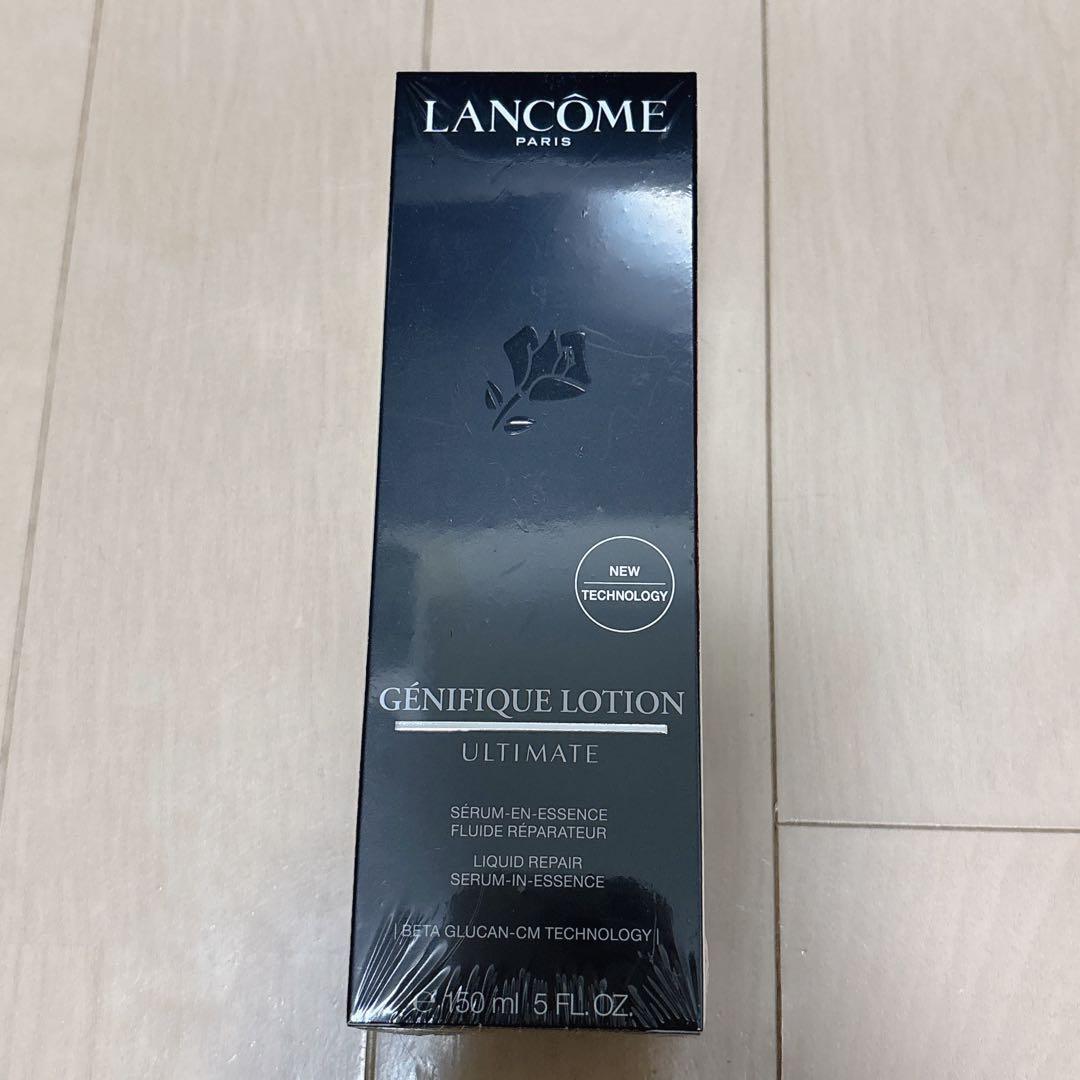 LANCÔME
PARIS
NEW
TECHNOLOGY
GÉNIFIQUE LOTION
ULTIMATE
SÉRUM-EN-ESSENCE
FLUIDE RÉPARATEUR
LIQUID REPAIR
SERUM-IN-ESSENCE
| BETA GLUCAN-CM TECHNOLOGY |
℮ 150 ml 5 FL. OZ.